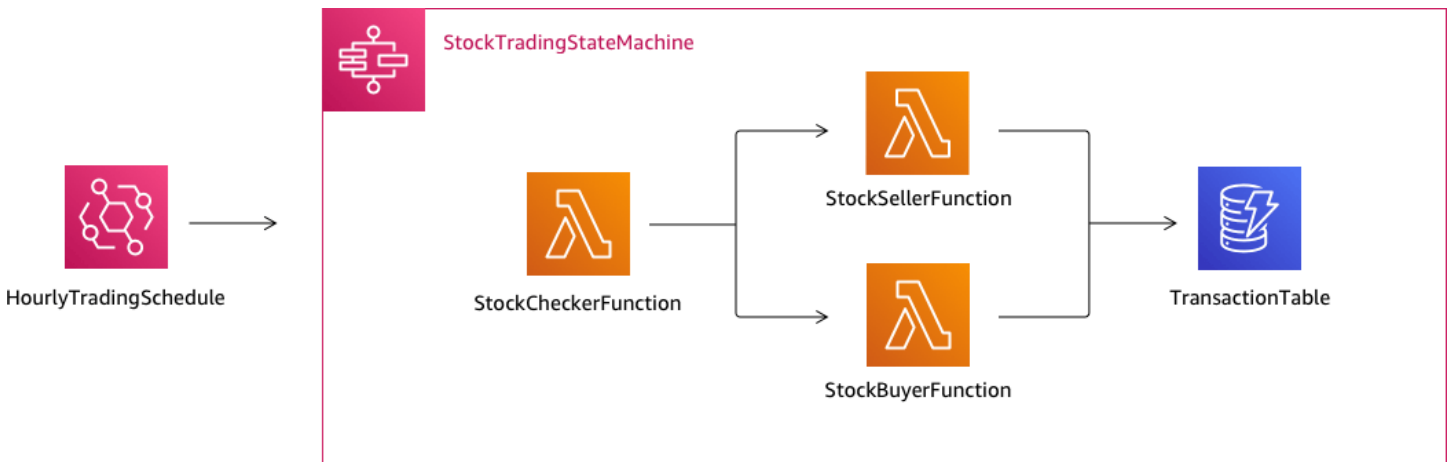 StockTradingStateMachine
HourlyTradingSchedule
StockCheckerFunction
StockSellerFunction
StockBuyerFunction
TransactionTable